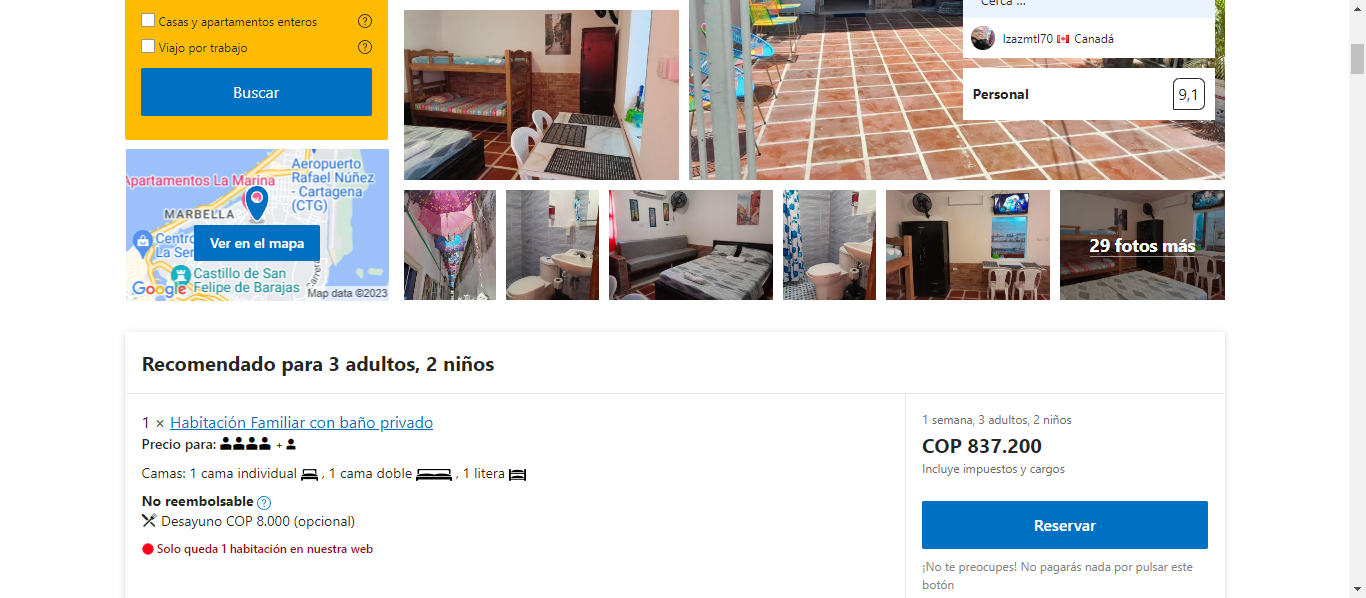 Casas y apartamentos enteros
Viajo por trabajo
Buscar
Cerca ...
Izazmtl70 Canadá
Personal
9,1
Aeropuerto
Rafael Núñez
- Cartagena
(CTG)
Apartamentos La Marina
MARBELLA
Centro
La Ser
Ver en el mapa
Castillo de San
Felipe de Barajas
Carrera
Google
Map data ©2023
29 fotos más
Recomendado para 3 adultos, 2 niños
1 × Habitación Familiar con baño privado
Precio para: +
Camas: 1 cama individual , 1 cama doble , 1 litera
No reembolsable ?
Desayuno COP 8.000 (opcional)
Solo queda 1 habitación en nuestra web
1 semana, 3 adultos, 2 niños
COP 837.200
Incluye impuestos y cargos
Reservar
¡No te preocupes! No pagarás nada por pulsar este
botón